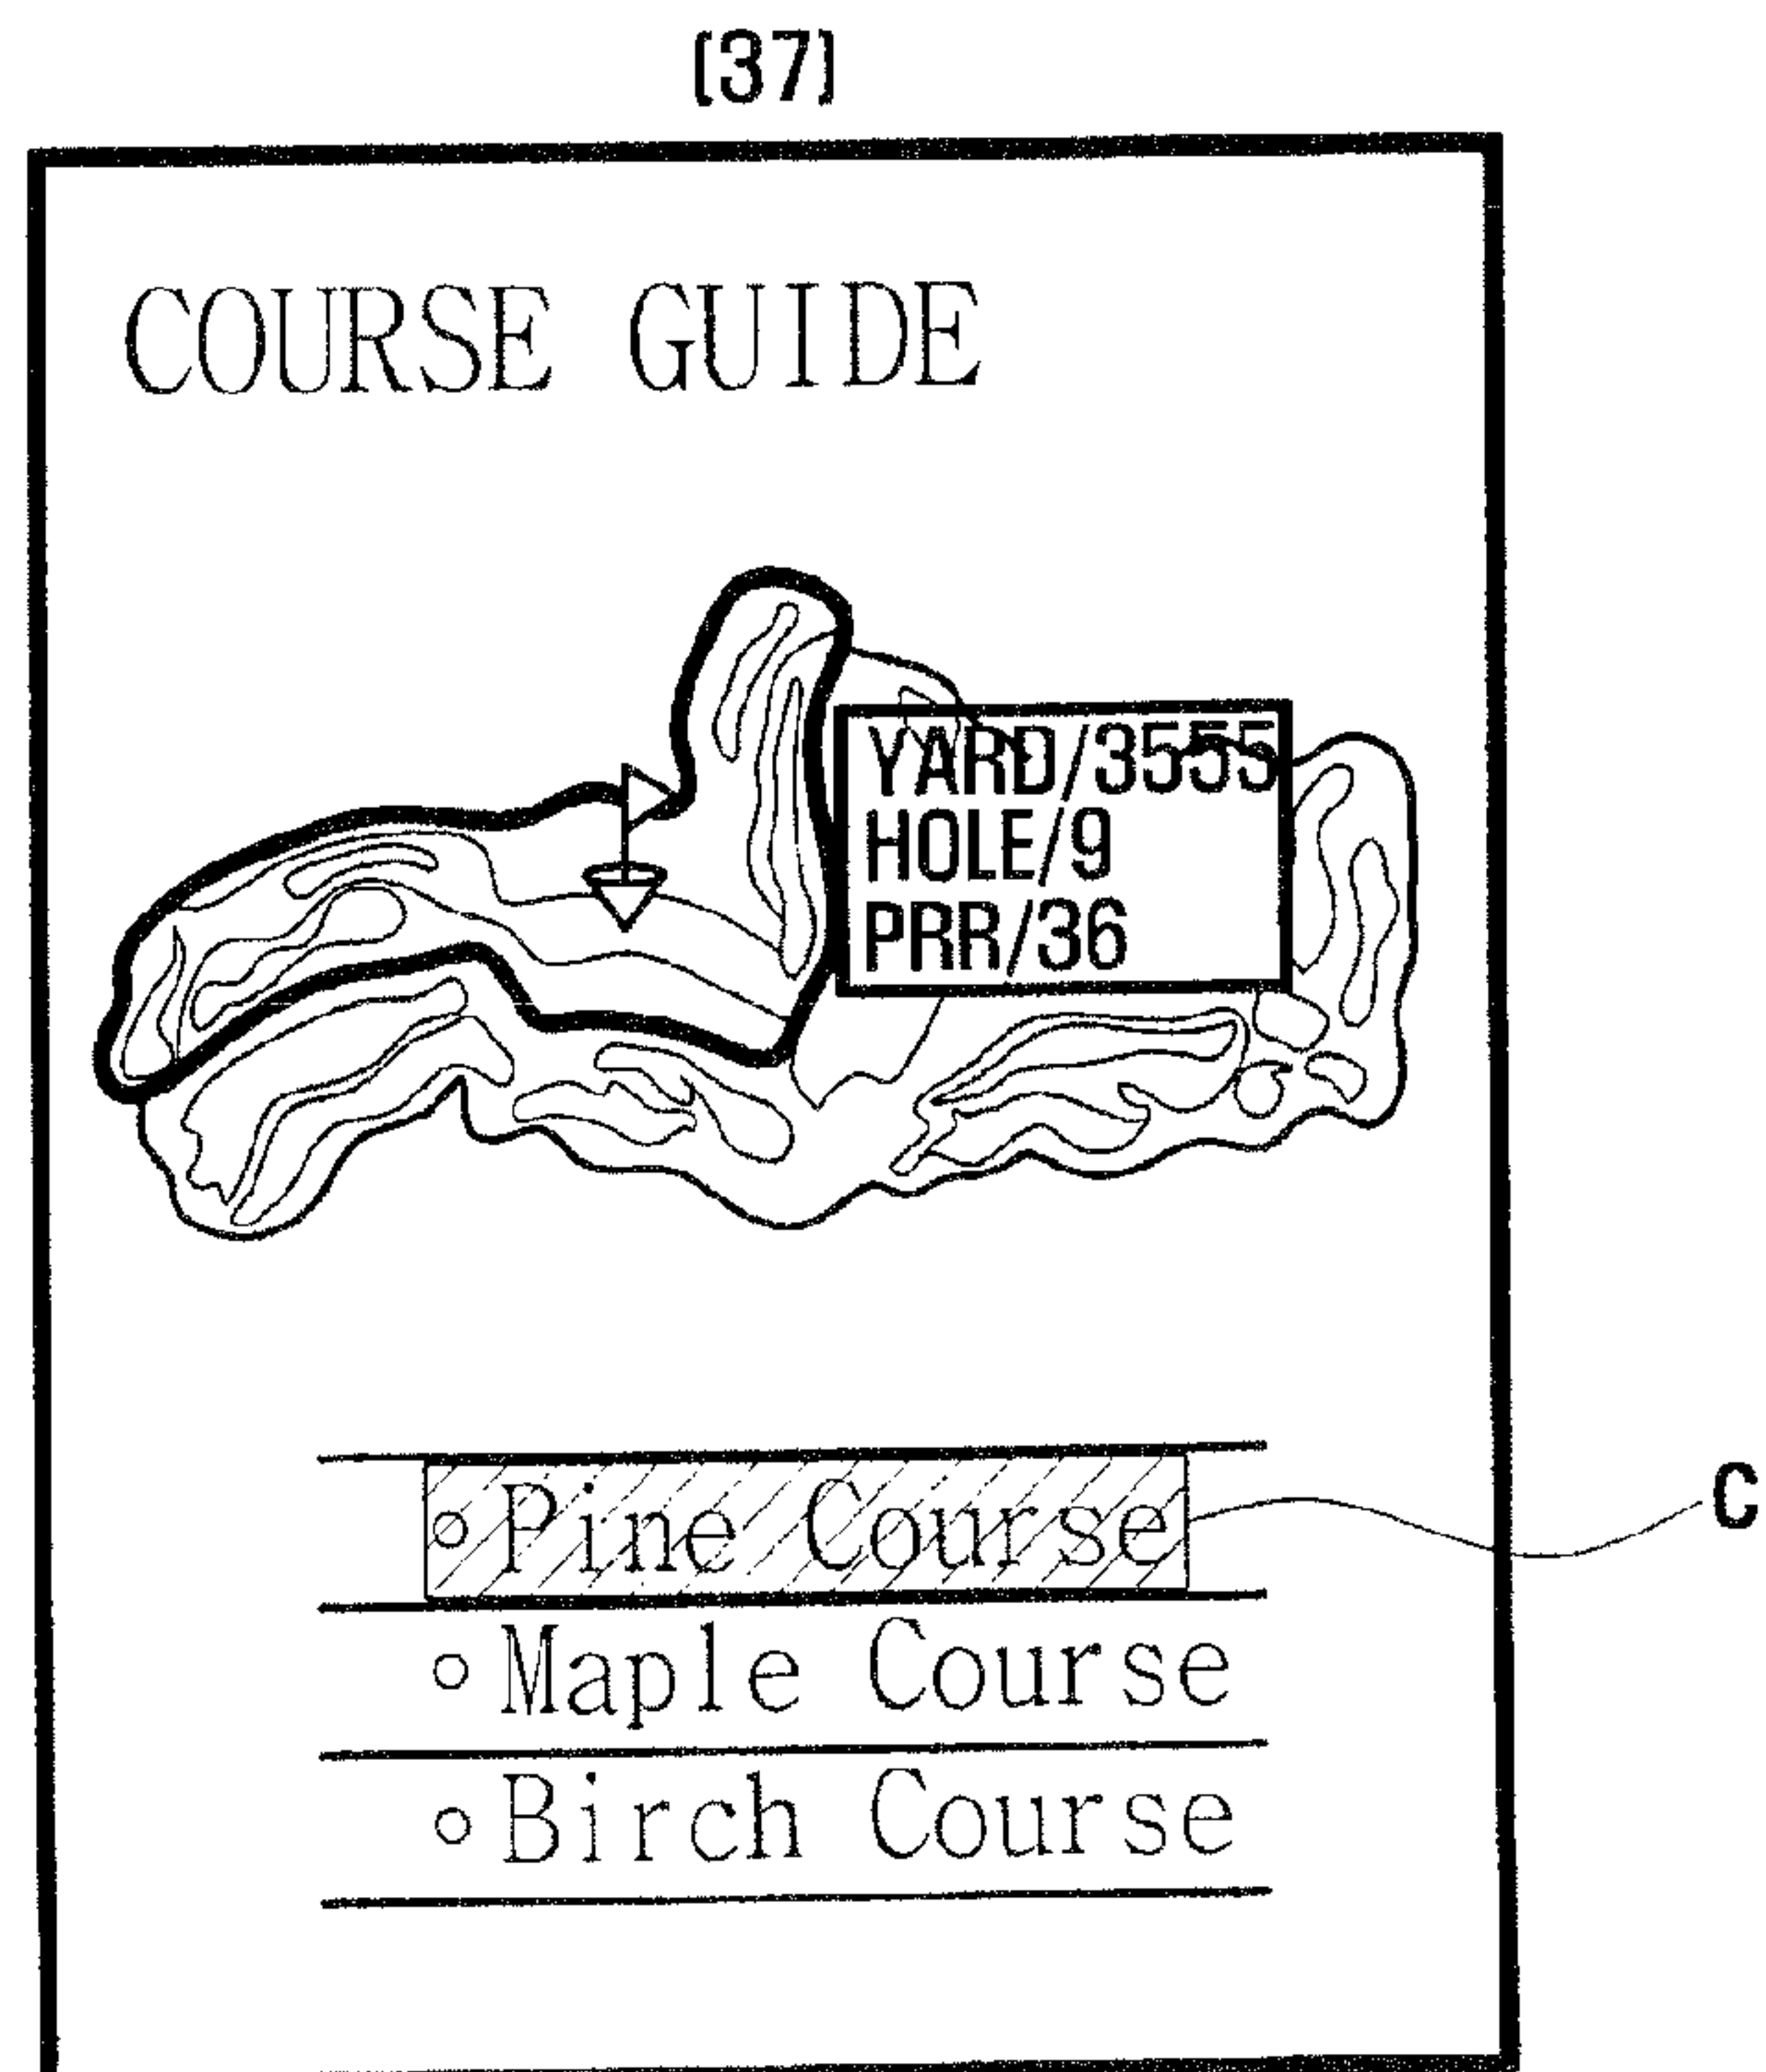 (37)
COURSE GUIDE
YARD/3555
HOLE/9
PRR/36
Pine Course
C
Maple Course
Birch Course